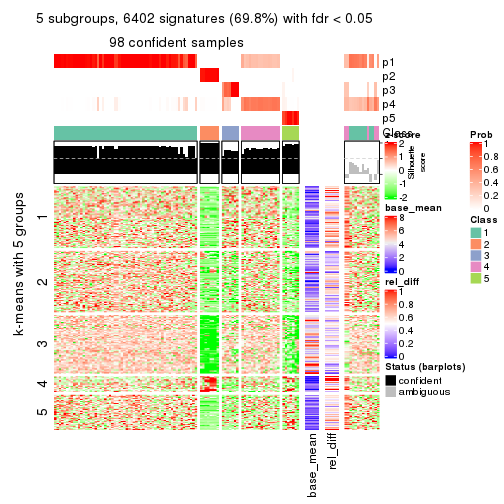 5 subgroups, 6402 signatures (69.8%) with fdr < 0.05
98 confident samples
p1
p2
p3
p4
p5
Class
Silhouette
score
k-means with 5 groups
1
2
3
4
5
base_mean
rel_diff
z-score
2
1
0
-1
-2
base_mean
8
6
4
2
0
rel_diff
1
0.8
0.6
0.4
0.2
0
Status (barplots)
confident
ambiguous
Prob
1
0.8
0.6
0.4
0.2
0
Class
1
2
3
4
5